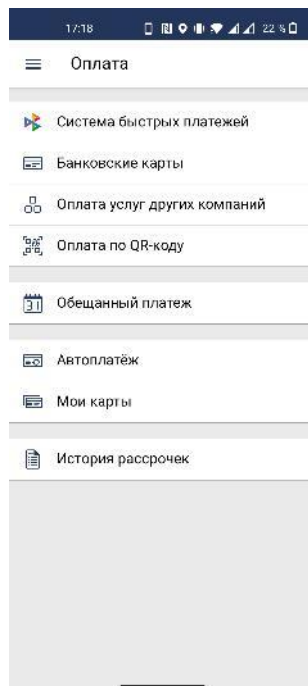 17:18 22 %
Оплата
Система быстрых платежей
Банковские карты
Оплата услуг других компаний
Оплата по QR-коду
31
Обещанный платеж
Автоплатёж
Мои карты
История рассрочек